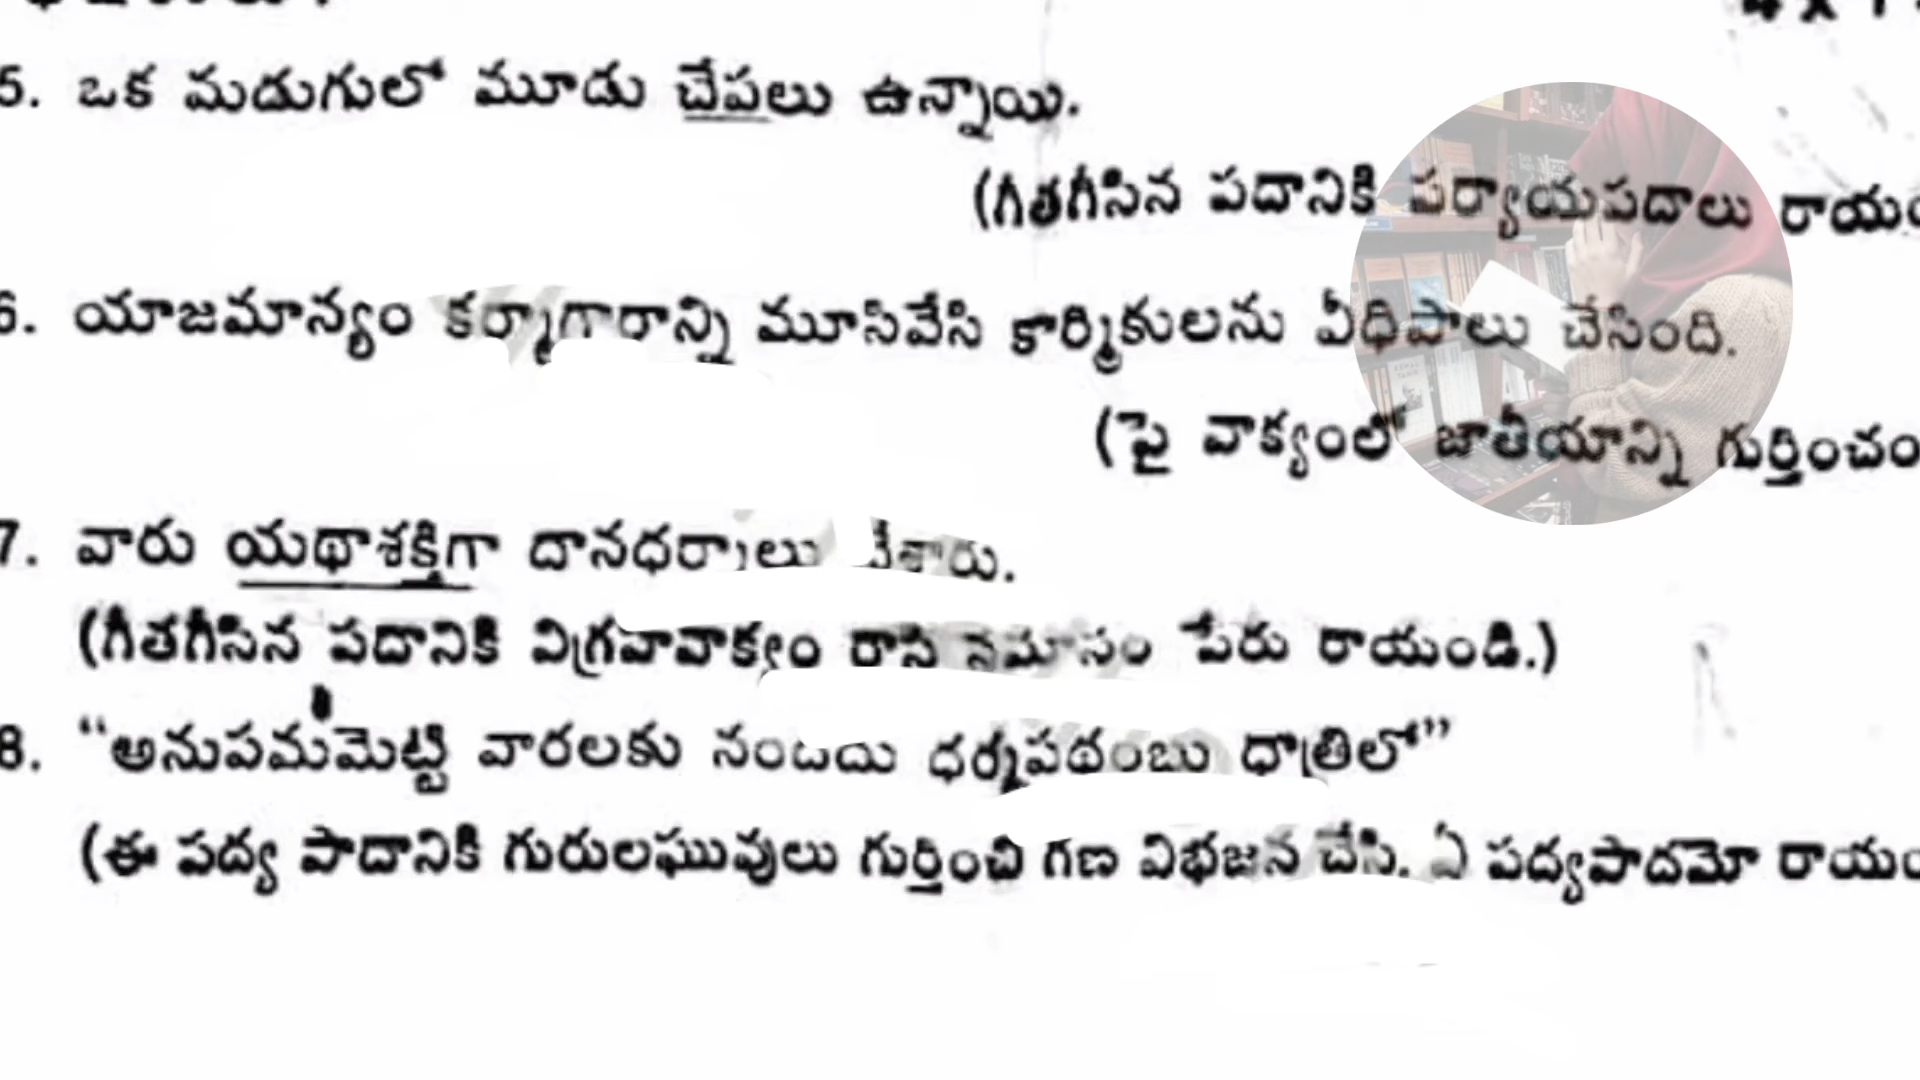 5. ఒక మడుగులో మూడు చేపలు ఉన్నాయి.
(గీతగీసిన పదానికి పర్యాయపదాలు
6. యాజమాన్యం కర్మాగారాన్ని మూసివేసి కార్మికులను వీధిపాలు చేసింది.
(పై వాక్యంలో జాతీయాన్ని
7. వారు యథాశక్తిగా దానధర్మాలు
(గీతగీసిన పదానికి విగ్రహవాక్యం రాసి సమాసం పేరు రాయండి.)
8. “అనుపమమెట్టి వారలకు ధర్మపథంబు ధాత్రిలో”
(ఈ పద్య పాదానికి గురులఘువులు గుర్తించి గణ విభజన చేసి. ఏ పద్యపాదమో